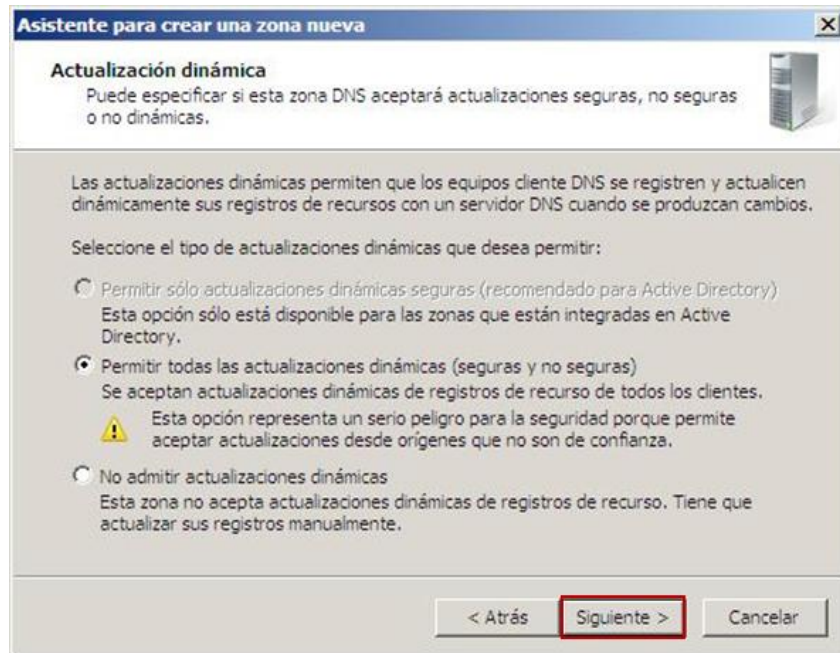 Asistente para crear una zona nueva
Actualización dinámica
Puede especificar si esta zona DNS aceptará actualizaciones seguras, no seguras
o no dinámicas.
Las actualizaciones dinámicas permiten que los equipos cliente DNS se registren y actualicen
dinámicamente sus registros de recursos con un servidor DNS cuando se produzcan cambios.
Seleccione el tipo de actualizaciones dinámicas que desea permitir:
Permitir sólo actualizaciones dinámicas seguras (recomendado para Active Directory)
Esta opción sólo está disponible para las zonas que están integradas en Active
Directory.
Permitir todas las actualizaciones dinámicas (seguras y no seguras)
Se aceptan actualizaciones dinámicas de registros de recurso de todos los clientes.
Esta opción representa un serio peligro para la seguridad porque permite
aceptar actualizaciones desde orígenes que no son de confianza.
No admitir actualizaciones dinámicas
Esta zona no acepta actualizaciones dinámicas de registros de recurso. Tiene que
actualizar sus registros manualmente.
< Atrás Siguiente > Cancelar